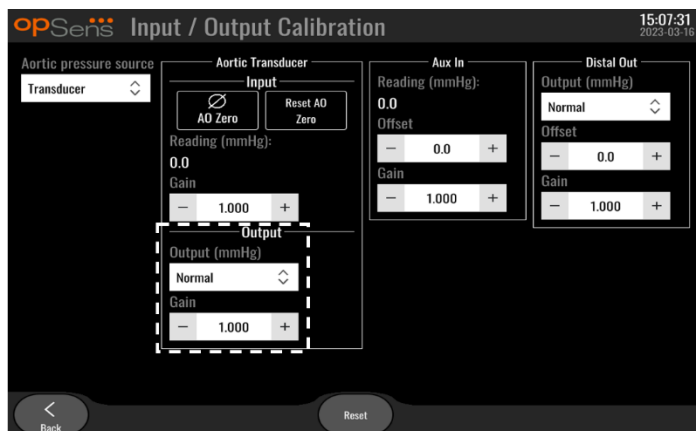 opSens Input / Output Calibration
15:07:31
2023-03-16
Aortic pressure source
Transducer
Aortic Transducer
Input
AO Zero
Reset AO
Zero
Reading (mmHg):
0.0
Gain
− 1.000 +
Output
Output (mmHg)
Normal
Gain
− 1.000 +
Aux In
Reading (mmHg):
0.0
Offset
− 0.0 +
Gain
− 1.000 +
Distal Out
Output (mmHg)
Normal
Offset
− 0.0 +
Gain
− 1.000 +
Back
Reset